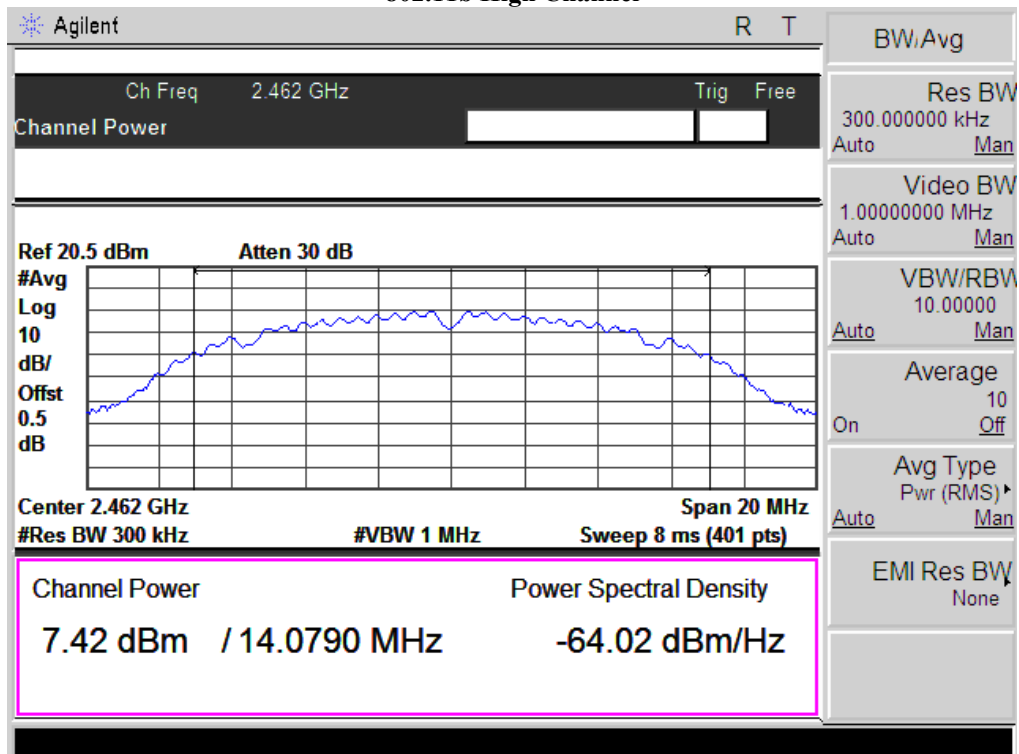 802.11b High Channel
Agilent R T
Ch Freq 2.462 GHz Trig Free
Channel Power
Ref 20.5 dBm Atten 30 dB
#Avg
Log
10
dB/
Offst
0.5
dB
Center 2.462 GHz Span 20 MHz
#Res BW 300 kHz #VBW 1 MHz Sweep 8 ms (401 pts)
Channel Power Power Spectral Density
7.42 dBm / 14.0790 MHz -64.02 dBm/Hz
BW/Avg
Res BW
300.000000 kHz
Auto Man
Video BW
1.00000000 MHz
Auto Man
VBW/RBW
10.00000
Auto Man
Average
10
On Off
Avg Type
Pwr (RMS)
Auto Man
EMI Res BW
None